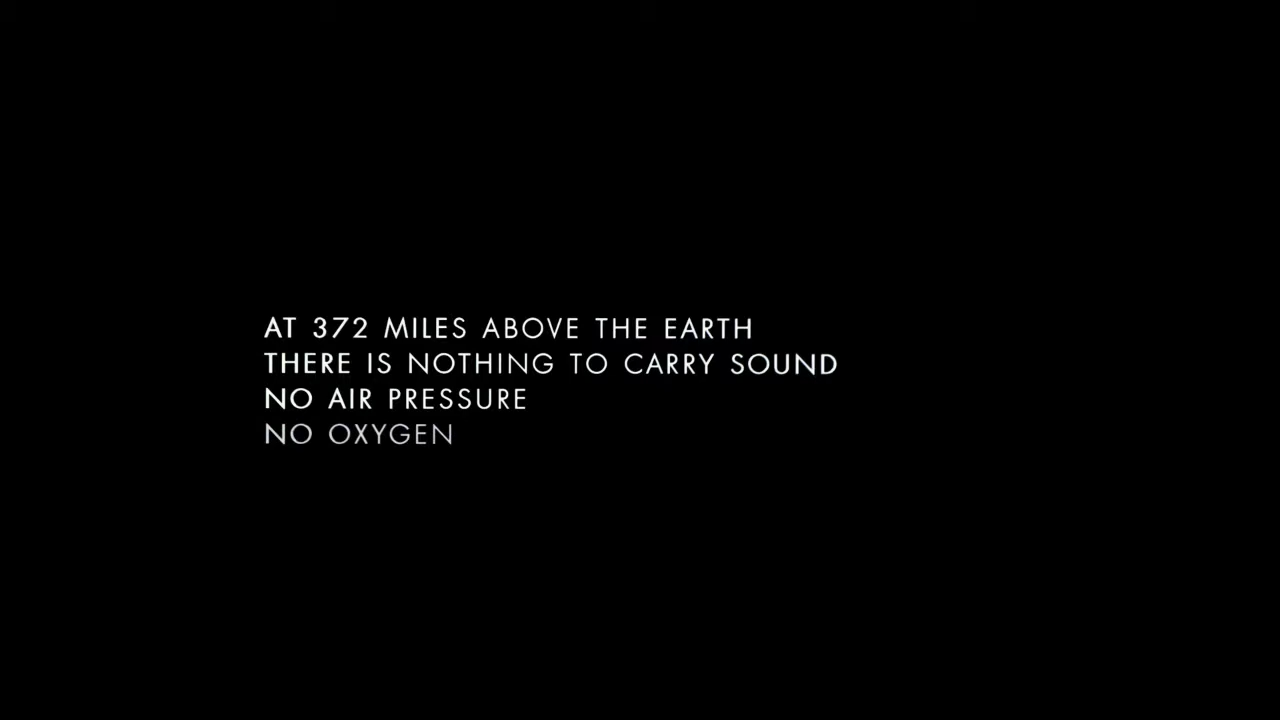 AT 372 MILES ABOVE THE EARTH
THERE IS NOTHING TO CARRY SOUND
NO AIR PRESSURE
NO OXYGEN